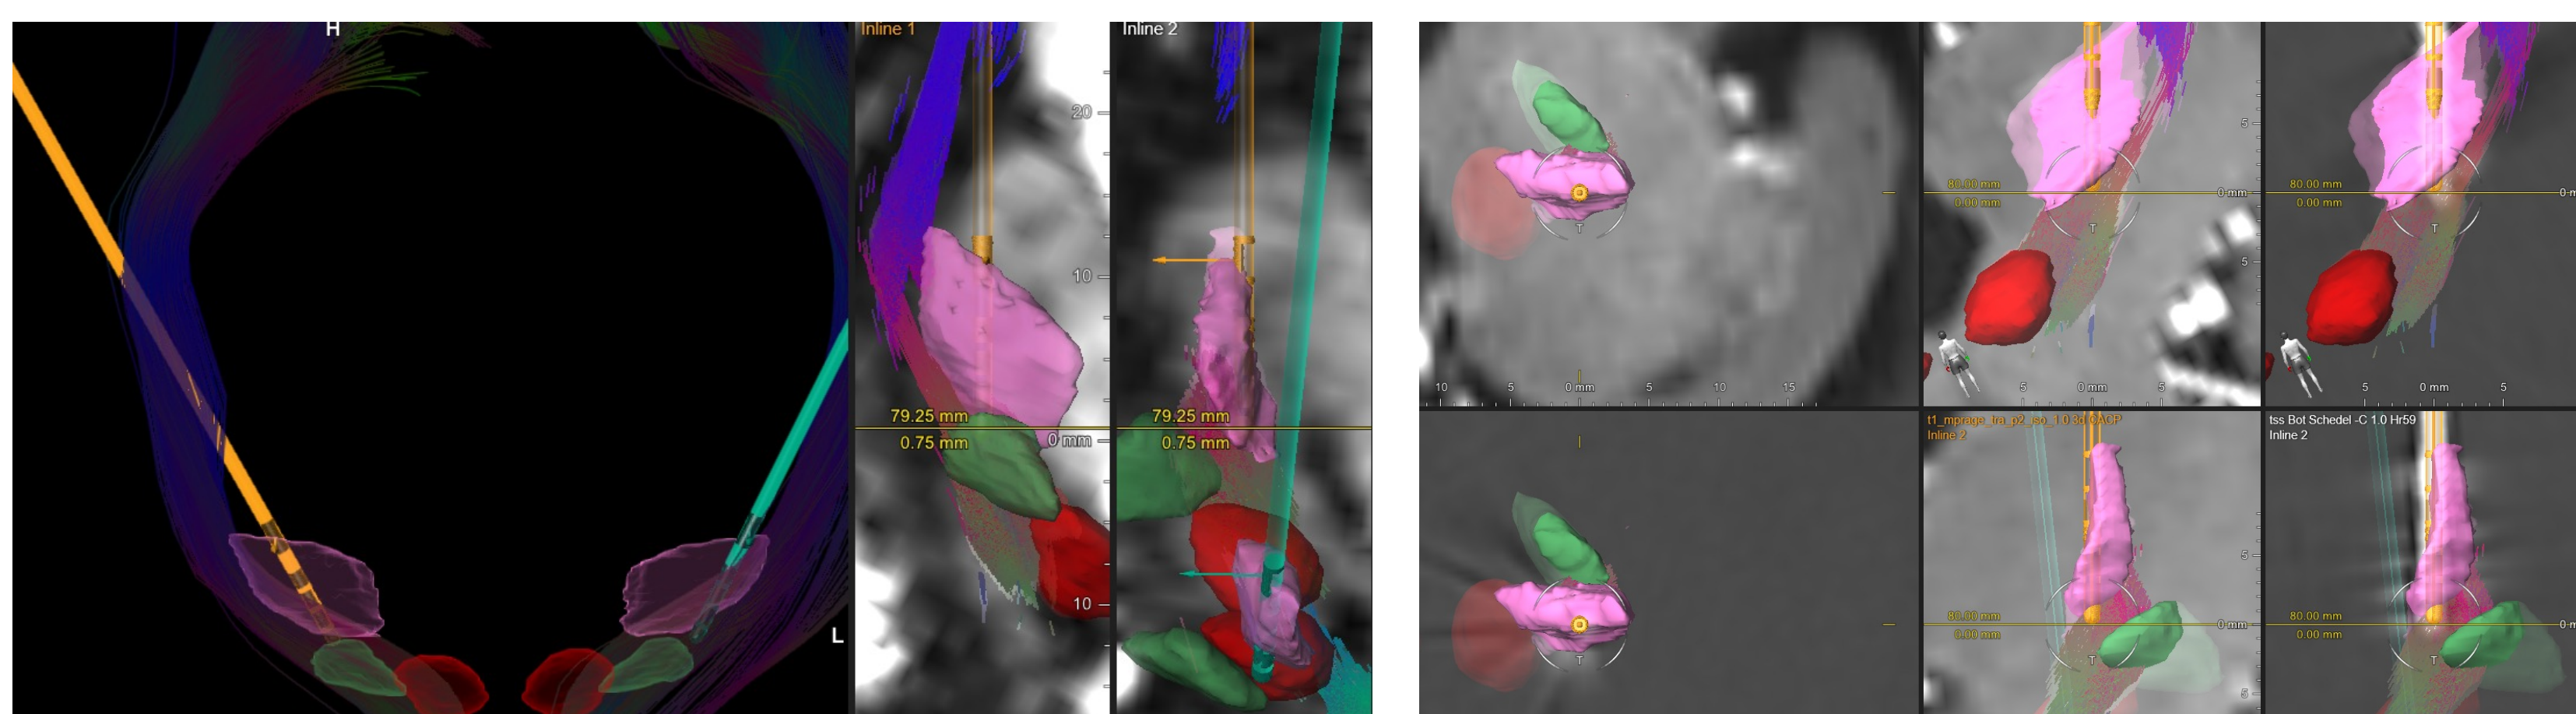 H
L
Inline 1
20
10
79.25 mm
0.75 mm
0 mm
10
Inline 2
79.25 mm
0.75 mm
T
10
5
0 mm
5
10
15
5
80.00 mm
0.00 mm
0 mm
T
5
5
0 mm
5
80.00 mm
0.00 mm
0 m
T
5
0 mm
5
T
t1_mprage_tra_p2_iso_1.0 3d CACP
Inline 2
5
80.00 mm
0.00 mm
0 mm
T
5
tss Bot Schedel -C 1.0 Hr59
Inline 2
80.00 mm
0.00 mm
0 m
T